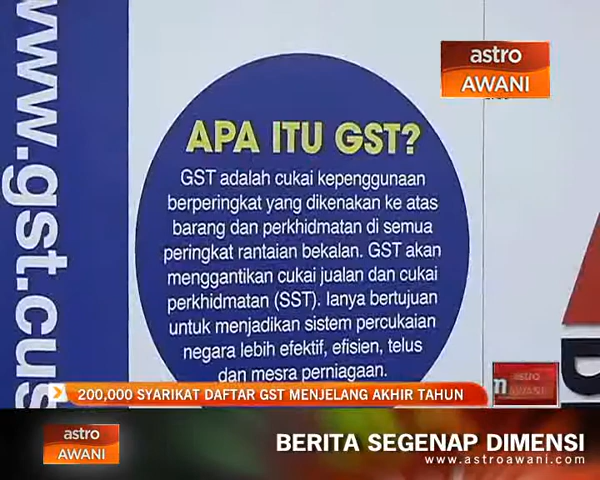 www.gst.cus
astro
AWANI
APA ITU GST?
GST adalah cukai kepenggunaan
berperingkat yang dikenakan ke atas
barang dan perkhidmatan di semua
peringkat rantaian bekalan. GST akan
menggantikan cukai jualan dan cukai
perkhidmatan (SST). Ianya bertujuan
untuk menjadikan sistem percukaian
negara lebih efektif, efisien, telus
dan mesra perniagaan.
200,000 SYARIKAT DAFTAR GST MENJELANG AKHIR TAHUN
astro
AWANI
astro
AWANI
BERITA SEGENAP DIMENSI
www.astroawani.com